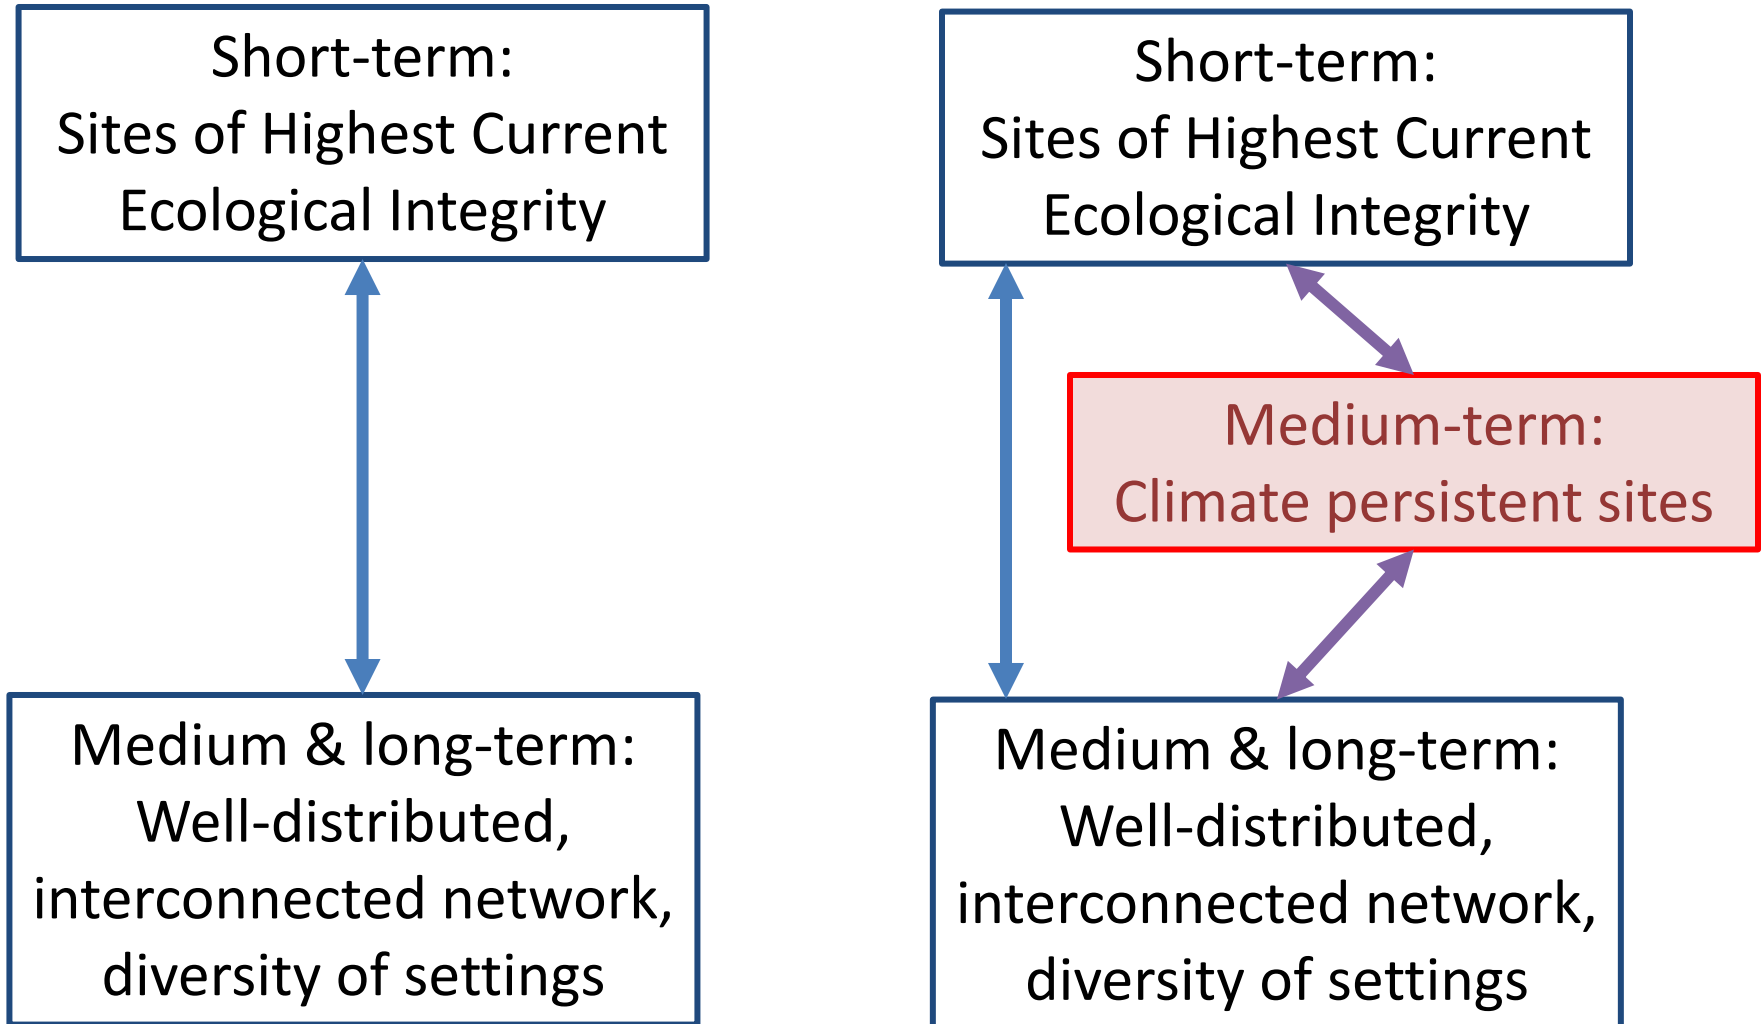 Short-term:
Sites of Highest Current
Ecological Integrity
Medium & long-term:
Well-distributed,
interconnected network,
diversity of settings
Short-term:
Sites of Highest Current
Ecological Integrity
Medium-term:
Climate persistent sites
Medium & long-term:
Well-distributed,
interconnected network,
diversity of settings